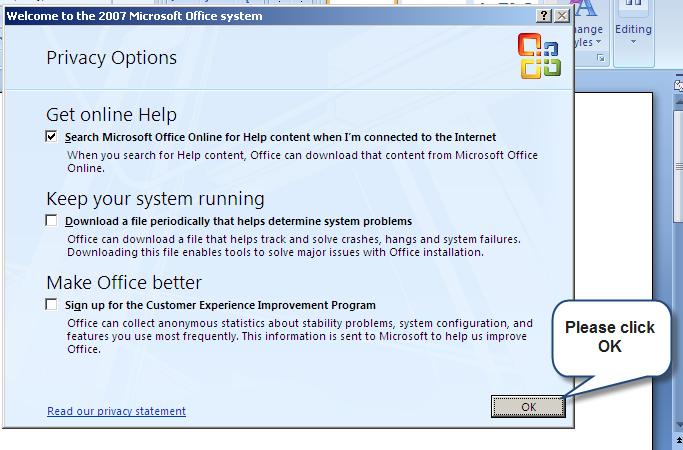 Welcome to the 2007 Microsoft Office system
Privacy Options
Get online Help
Search Microsoft Office Online for Help content when I'm connected to the Internet
When you search for Help content, Office can download that content from Microsoft Office
Online.
Keep your system running
Download a file periodically that helps determine system problems
Office can download a file that helps track and solve crashes, hangs and system failures.
Downloading this file enables tools to solve major issues with Office installation.
Make Office better
Sign up for the Customer Experience Improvement Program
Office can collect anonymous statistics about stability problems, system configuration, and
features you use most frequently. This information is sent to Microsoft to help us improve
Office.
Read our privacy statement
OK
Please click
OK
ange
yles
Editing